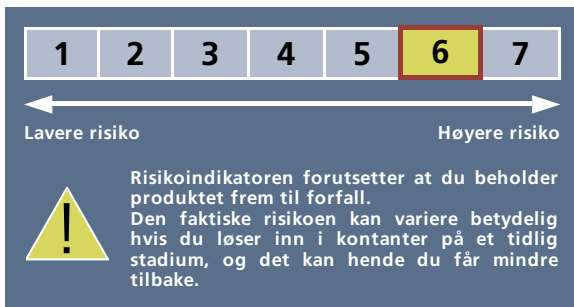 1 2 3 4 5 6 7
Lavere risiko Høyere risiko
Risikoindikatoren forutsetter at du beholder
produktet frem til forfall.
Den faktiske risikoen kan variere betydelig
hvis du løser inn i kontanter på et tidlig
stadium, og det kan hende du får mindre
tilbake.
!